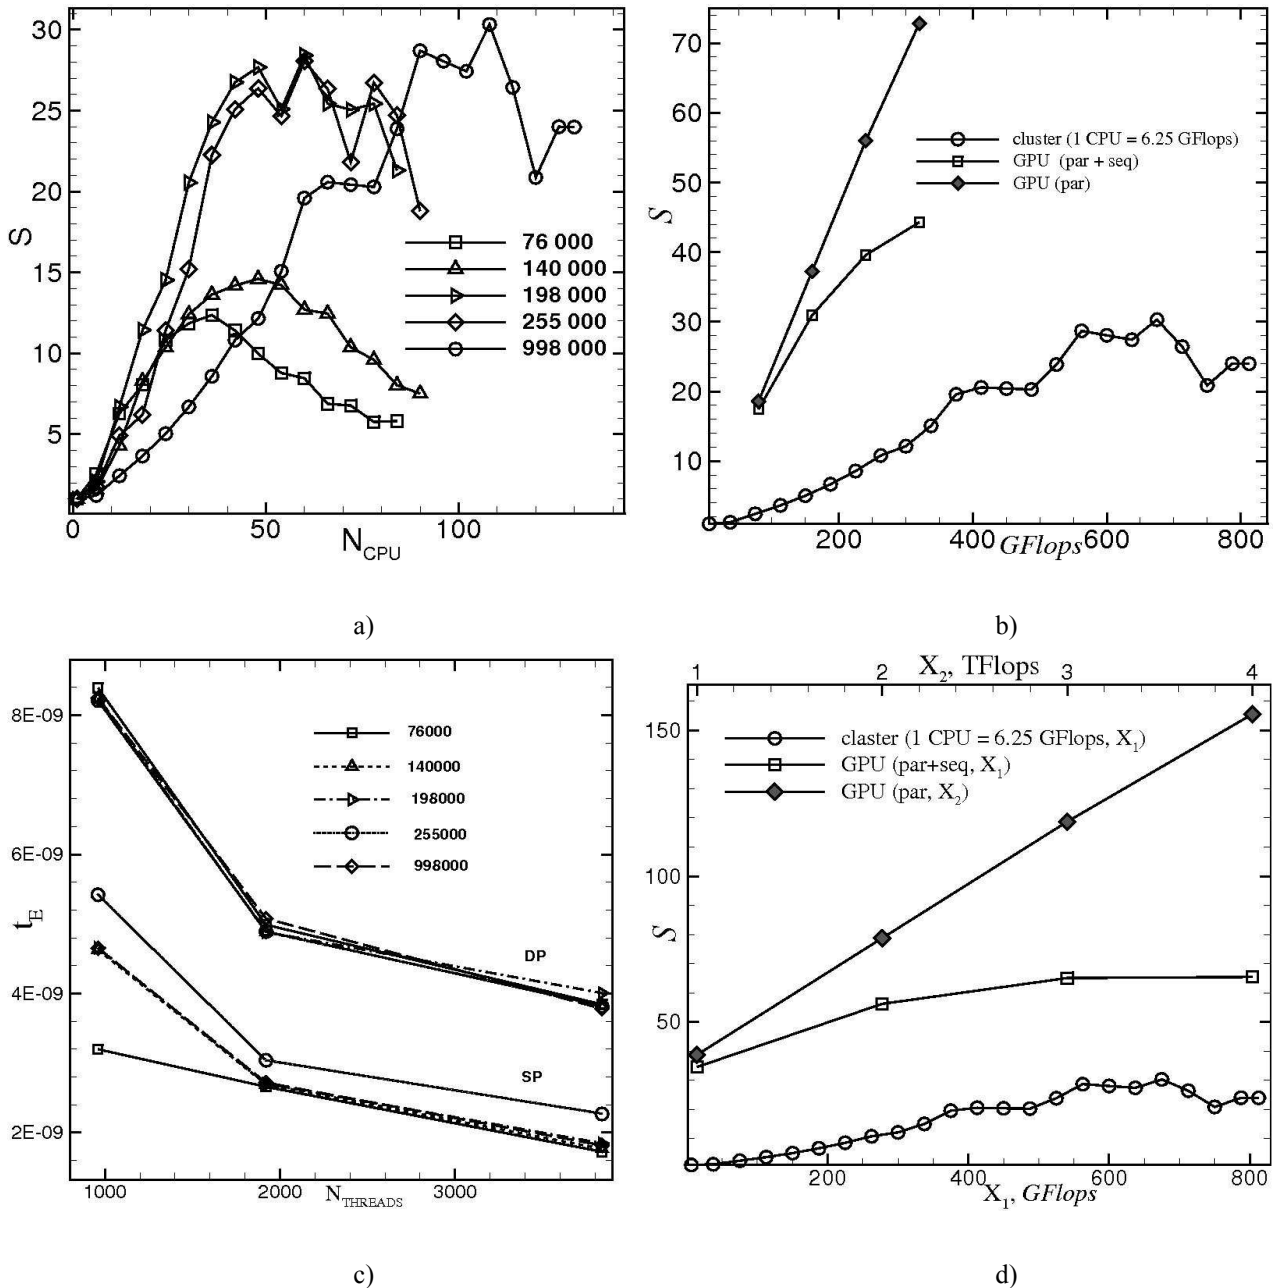 30
25
20
15
10
5
S
76 000
140 000
198 000
255 000
998 000
0
50
100
N_CPU
a)
70
60
50
40
30
20
10
S
cluster (1 CPU = 6.25 GFlops)
GPU (par + seq)
GPU (par)
200
400
GFlops
600
800
b)
8E-09
6E-09
4E-09
2E-09
t_E
76000
140000
198000
255000
998000
DP
SP
1000
2000
N_THREADS
3000
c)
1
2
X_2, TFlops
3
4
150
100
50
S
claster (1 CPU = 6.25 GFlops, X_1)
GPU (par+seq, X_1)
GPU (par, X_2)
200
400
600
800
X_1, GFlops
d)